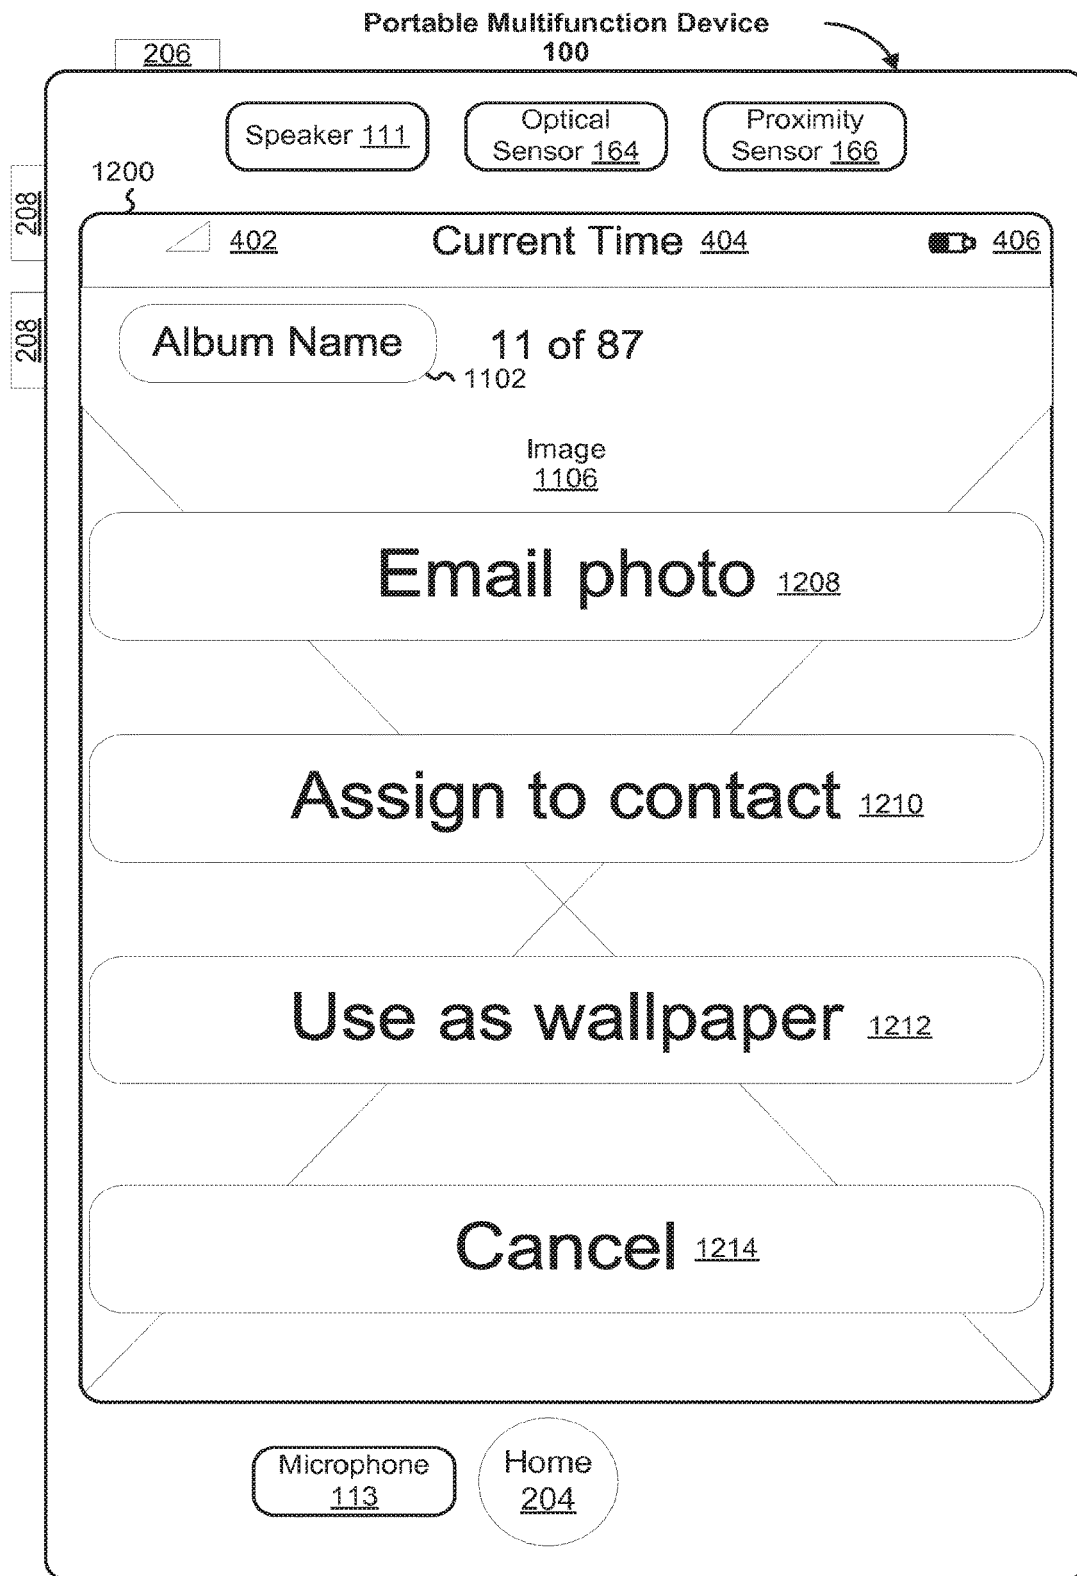 Portable Multifunction Device
100
206
Speaker 111
Optical
Sensor 164
Proximity
Sensor 166
208
1200
402
Current Time 404
406
208
Album Name
11 of 87
1102
Image
1106
Email photo 1208
Assign to contact 1210
Use as wallpaper 1212
Cancel 1214
Microphone
113
Home
204